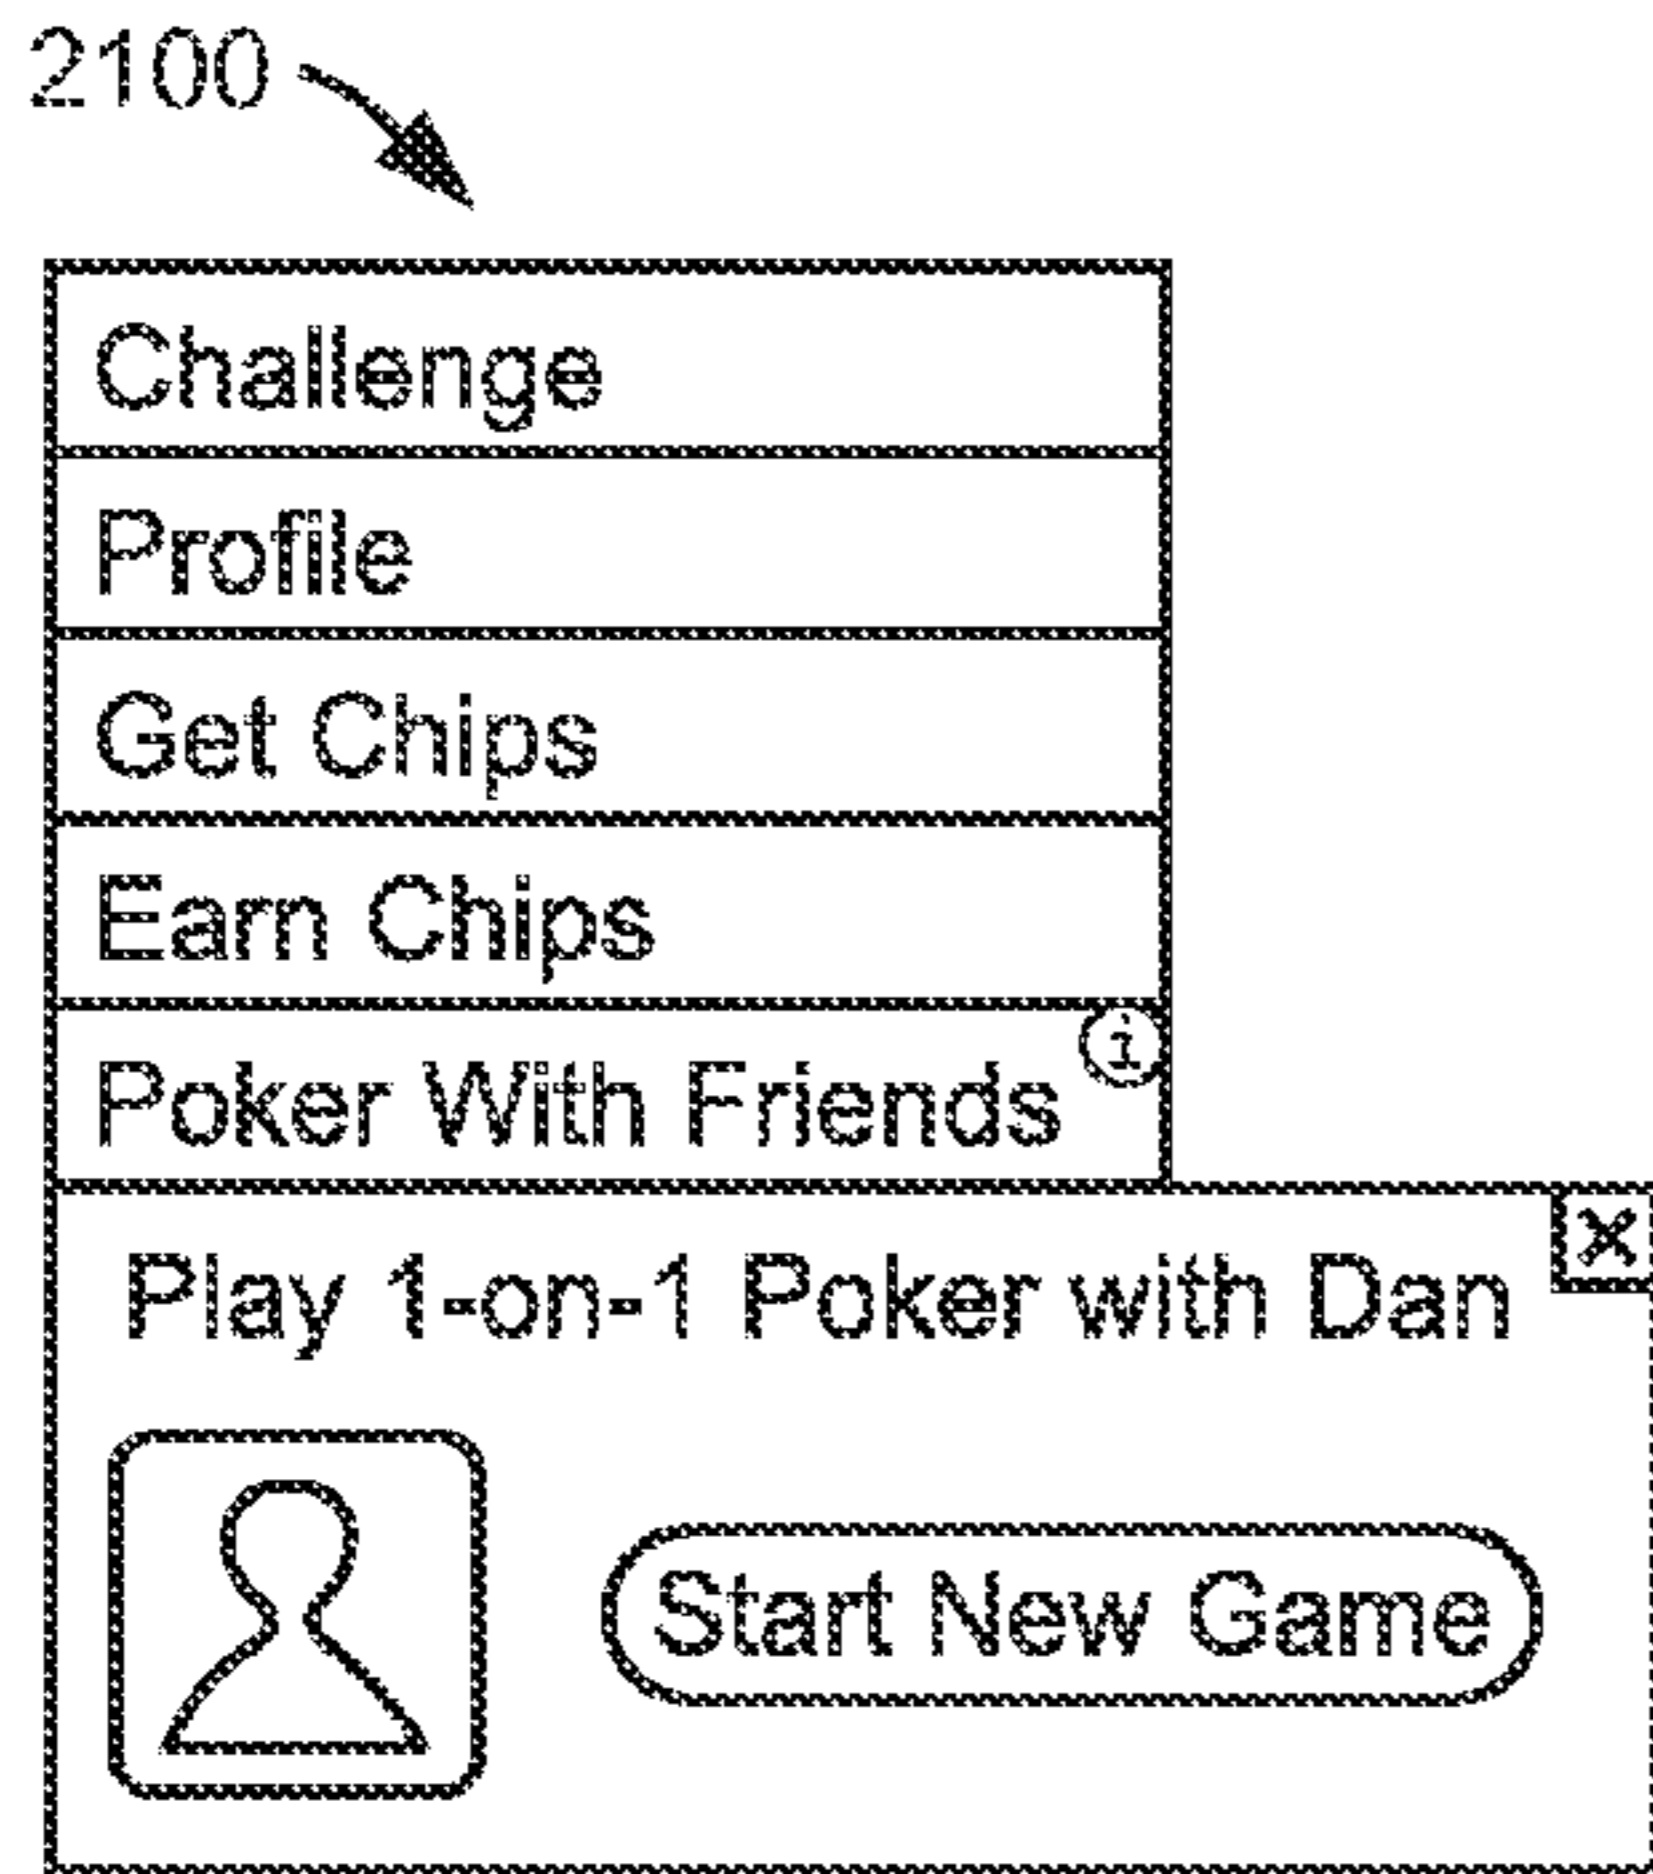 2100
Challenge
Profile
Get Chips
Earn Chips
Poker With Friends
Play 1-on-1 Poker with Dan
X
Start New Game